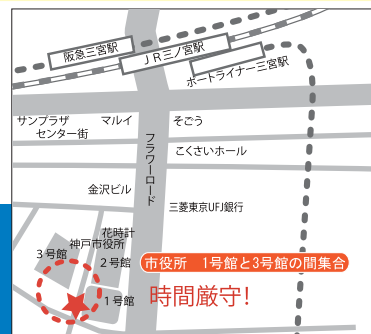 阪急三宮駅
JR三ノ宮駅
ポートライナー三宮駅
サンプラザ
センター街
マルイ
そごう
フラワーロード
こくさいホール
金沢ビル
三菱東京UFJ銀行
花時計
神戸市役所
3号館
2号館
1号館
市役所 1号館と3号館の間集合
時間厳守!